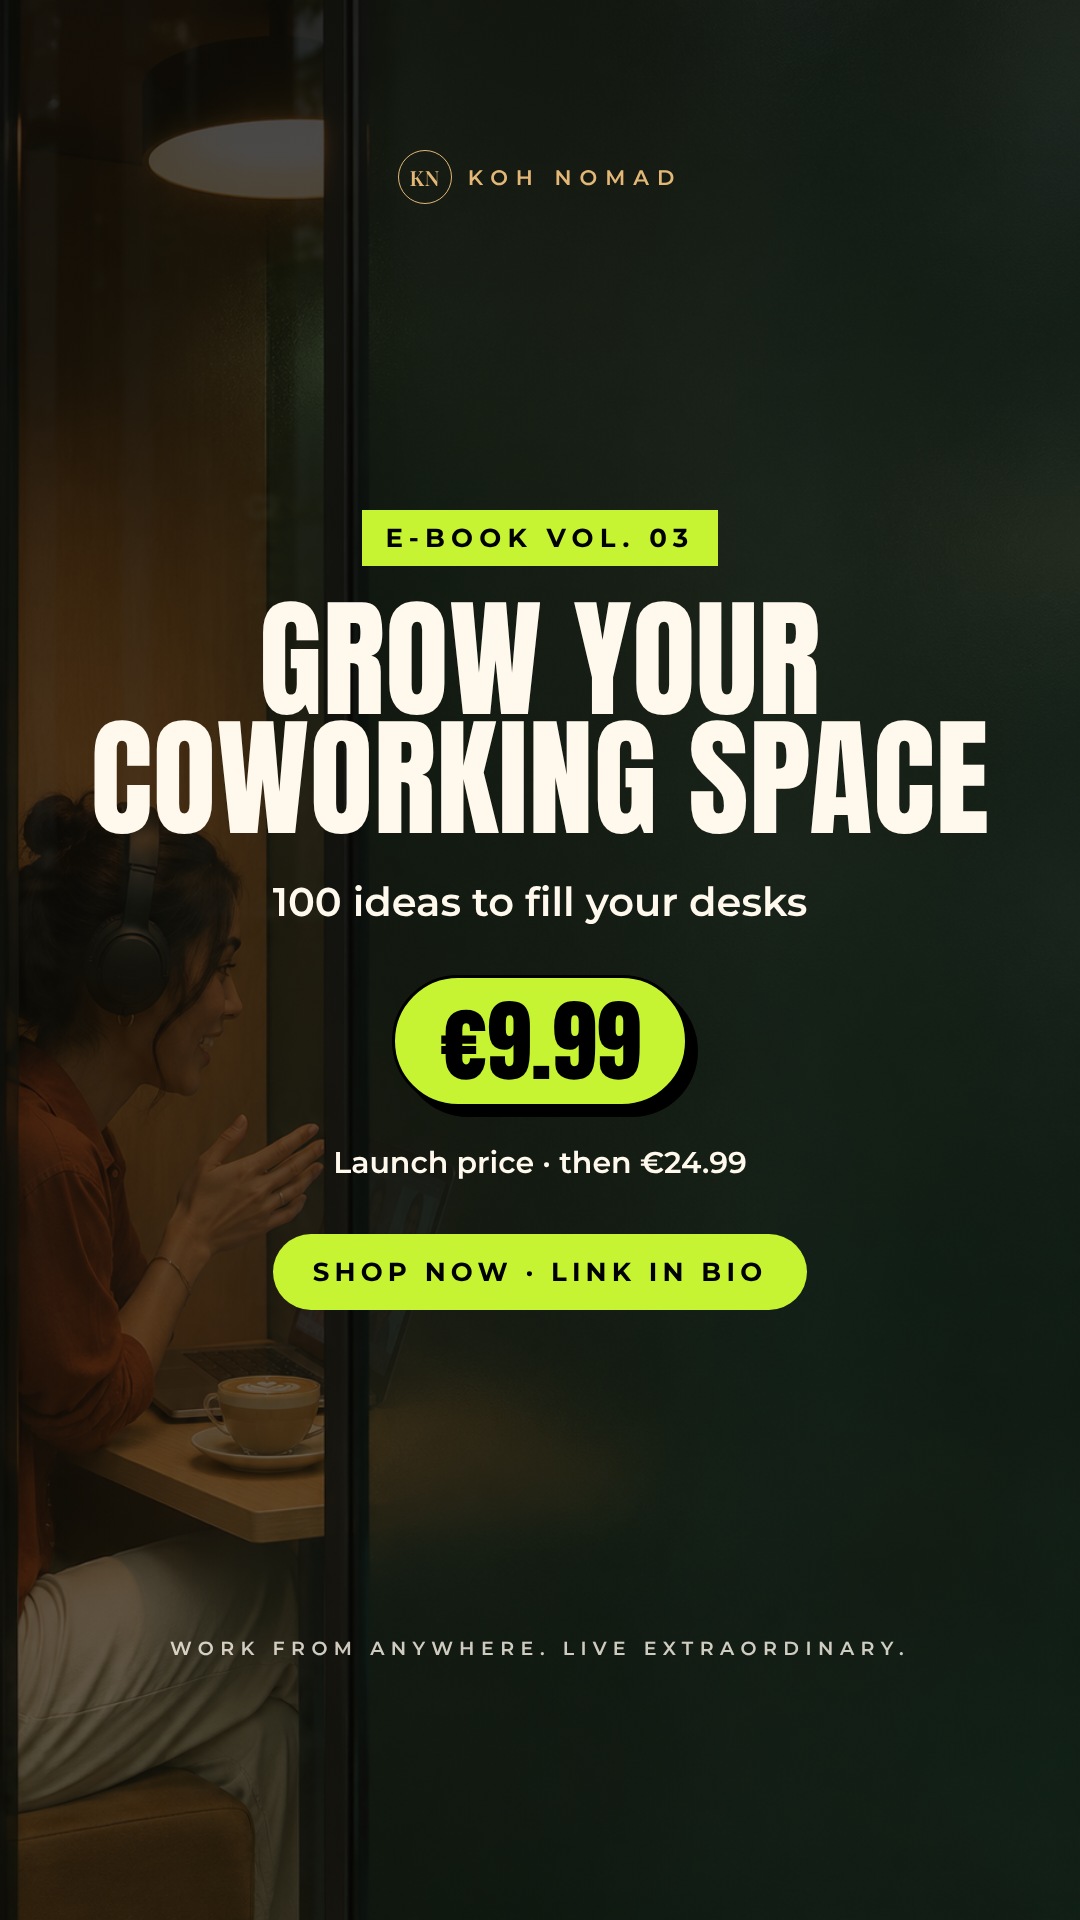 KN KOH NOMAD
E-BOOK VOL. 03
GROW YOUR
COWORKING SPACE
100 ideas to fill your desks
€9.99
Launch price · then €24.99
SHOP NOW · LINK IN BIO
WORK FROM ANYWHERE. LIVE EXTRAORDINARY.